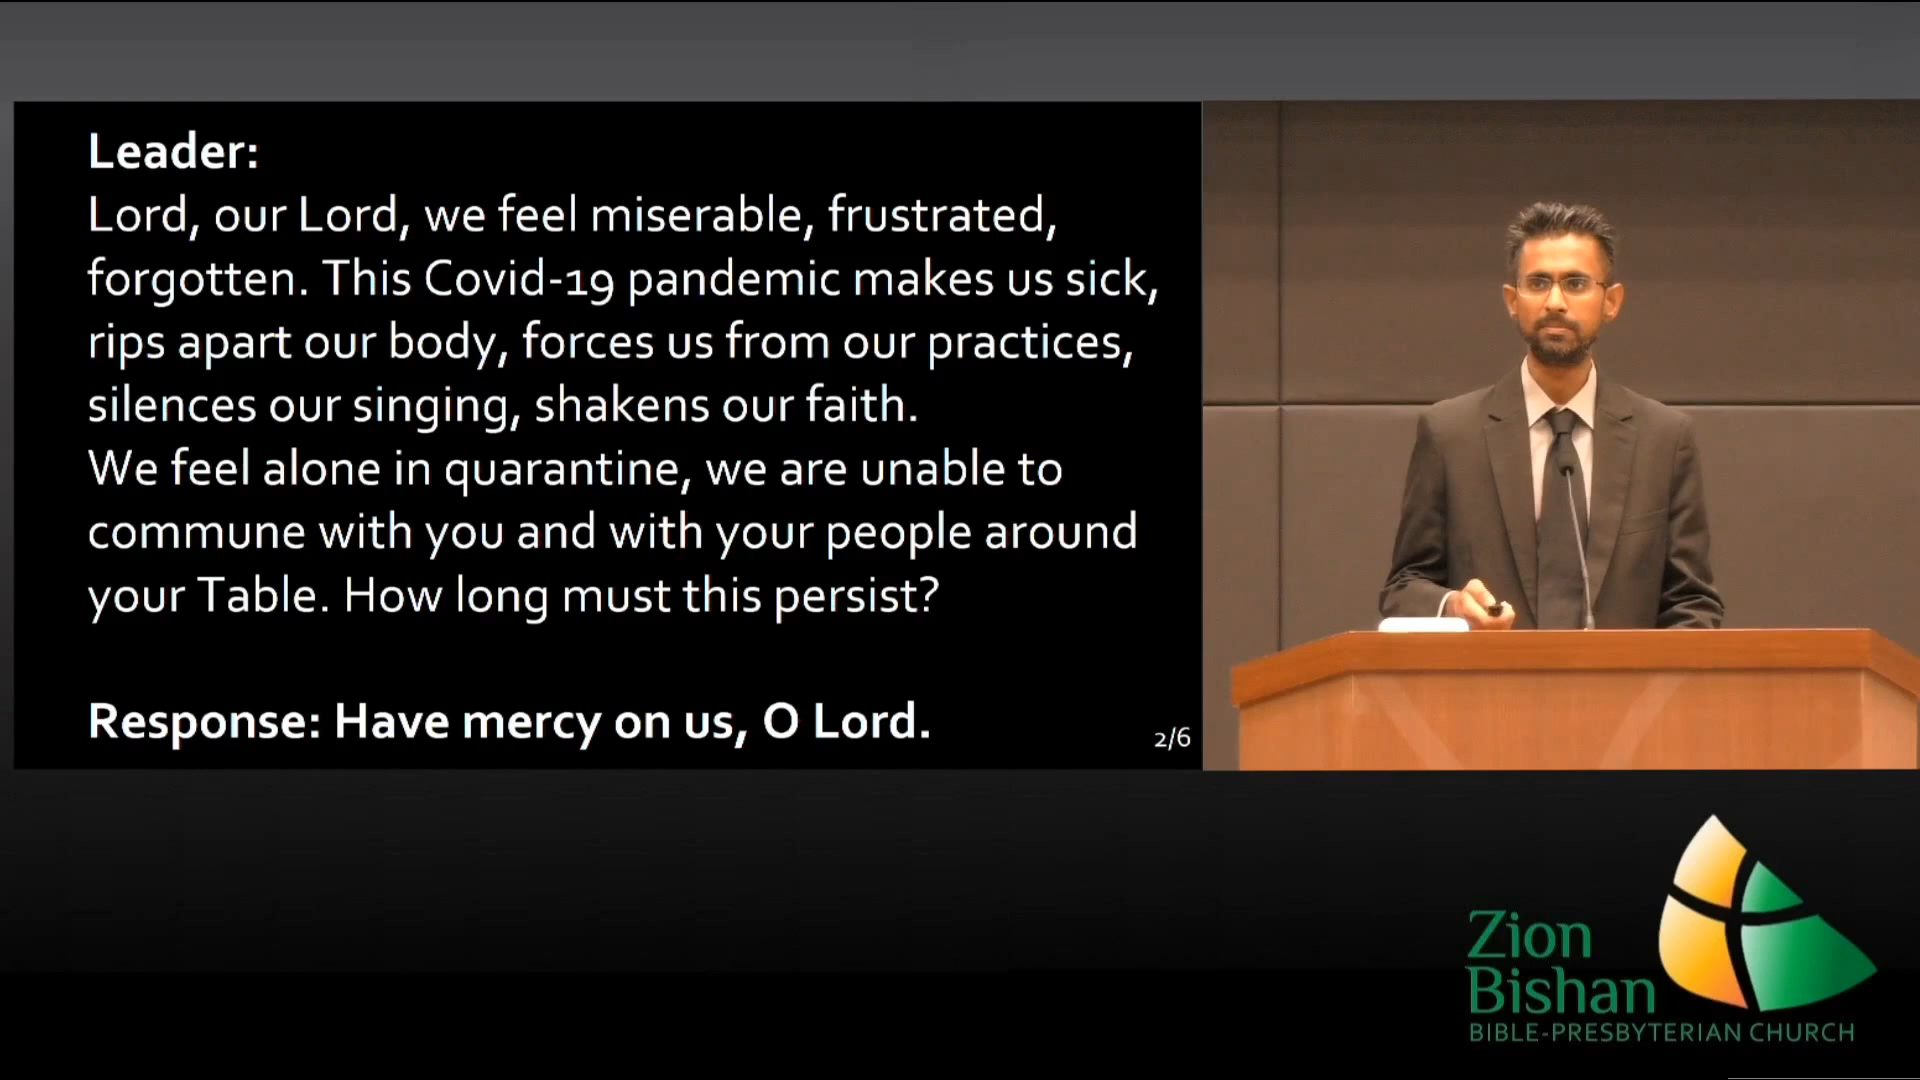 Leader:
Lord, our Lord, we feel miserable, frustrated,
forgotten. This Covid-19 pandemic makes us sick,
rips apart our body, forces us from our practices,
silences our singing, shakens our faith.
We feel alone in quarantine, we are unable to
commune with you and with your people around
your Table. How long must this persist?
Response: Have mercy on us, O Lord.
2/6
Zion
Bishan
BIBLE-PRESBYTERIAN CHURCH